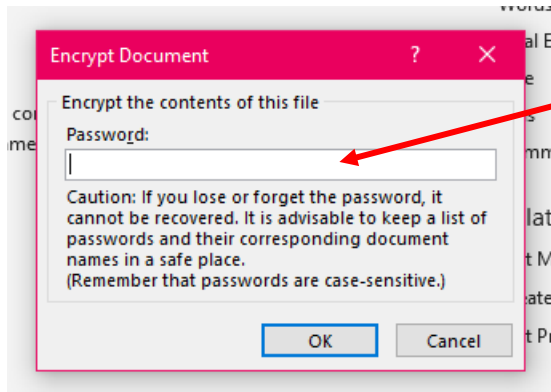 Encrypt Document ? ×
Encrypt the contents of this file
Password:
Caution: If you lose or forget the password, it
cannot be recovered. It is advisable to keep a list of
passwords and their corresponding document
names in a safe place.
(Remember that passwords are case-sensitive.)
OK Cancel